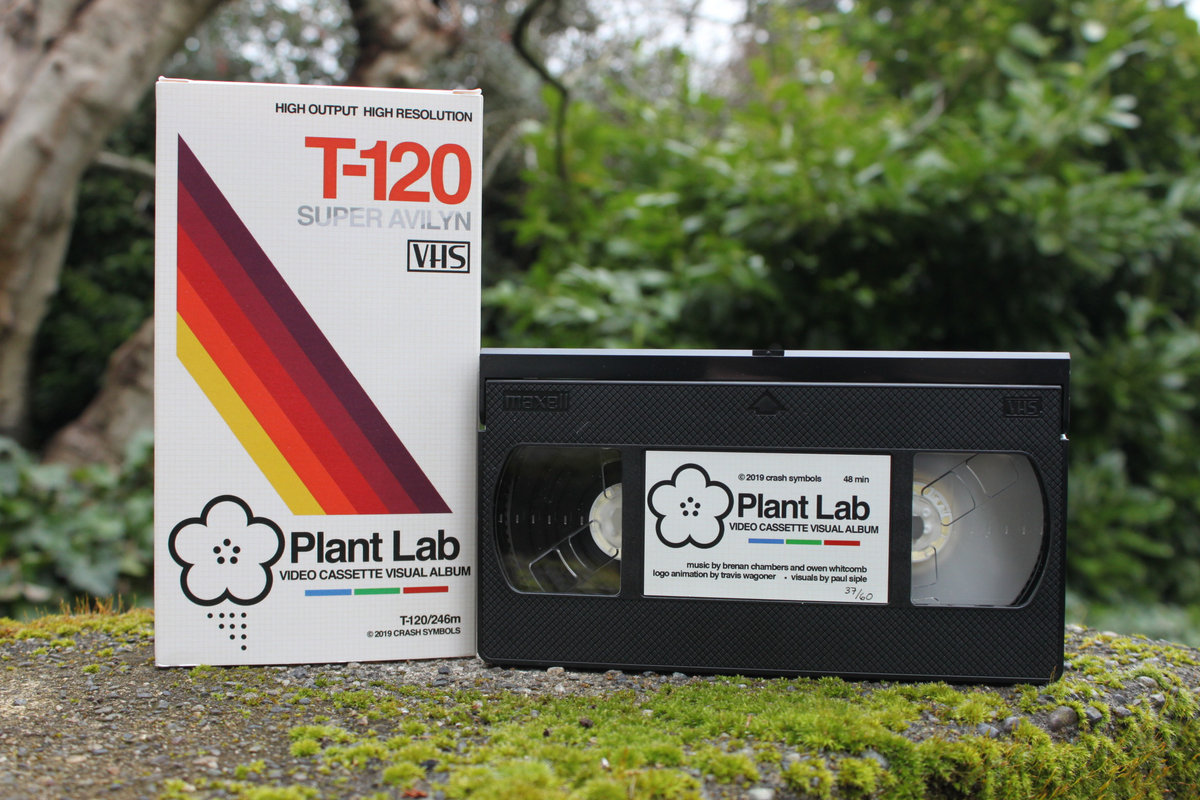 HIGH OUTPUT HIGH RESOLUTION
T-120
SUPER AVILYN
VHS
Plant Lab
VIDEO CASSETTE VISUAL ALBUM
T-120/246m
© 2019 CRASH SYMBOLS
maxell
VHS
© 2019 crash symbols 48 min
Plant Lab
VIDEO CASSETTE VISUAL ALBUM
music by brenan chambers and owen whitcomb
logo animation by travis wagoner • visuals by paul siple
37/60